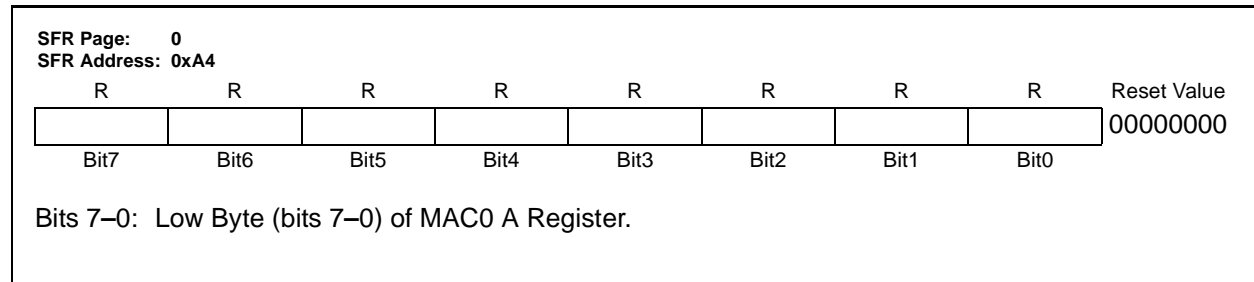 SFR Page: 0
SFR Address: 0xA4
R R R R R R R R Reset Value
00000000
Bit7 Bit6 Bit5 Bit4 Bit3 Bit2 Bit1 Bit0
Bits 7–0: Low Byte (bits 7–0) of MAC0 A Register.